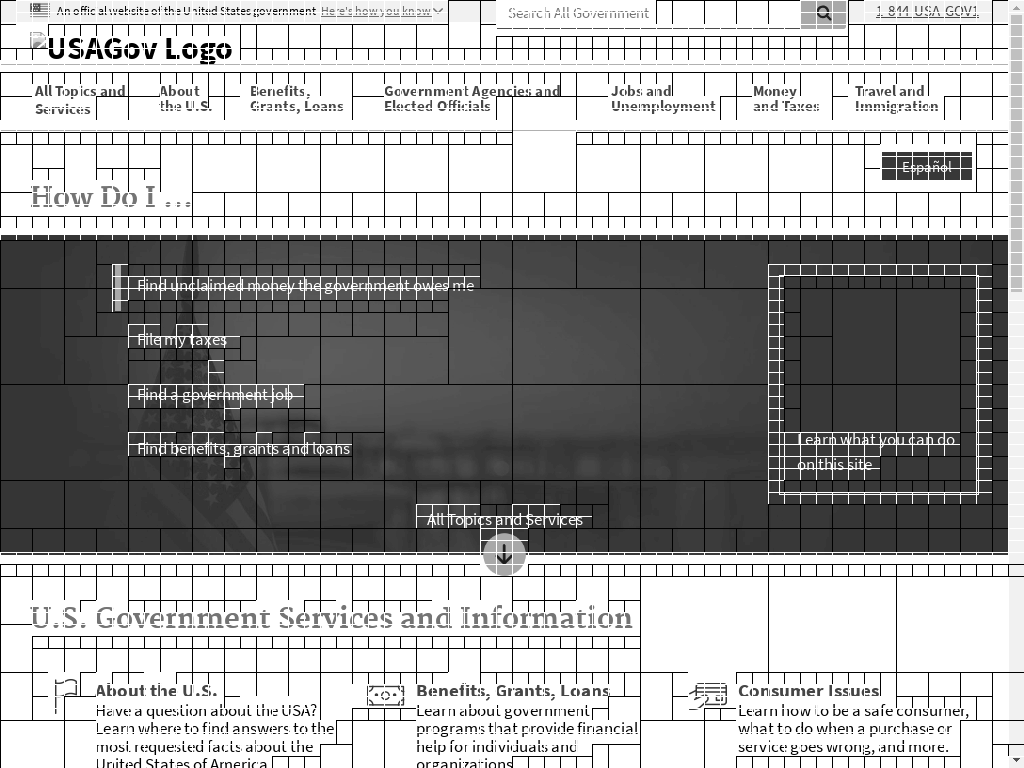 An official website of the United States government Here's how you know
Search All Government
1-844-USA-GOV1
USAGov Logo
All Topics and
Services
About
the U.S.
Benefits,
Grants, Loans
Government Agencies and
Elected Officials
Jobs and
Unemployment
Money
and Taxes
Travel and
Immigration
Español
How Do I ...
Find unclaimed money the government owes me
File my taxes
Find a government job
Find benefits, grants and loans
Learn what you can do
on this site
All Topics and Services
U.S. Government Services and Information
About the U.S.
Have a question about the USA?
Learn where to find answers to the
most requested facts about the
United States of America.
Benefits, Grants, Loans
Learn about government
programs that provide financial
help for individuals and
organizations.
Consumer Issues
Learn how to be a safe consumer,
what to do when a purchase or
service goes wrong, and more.